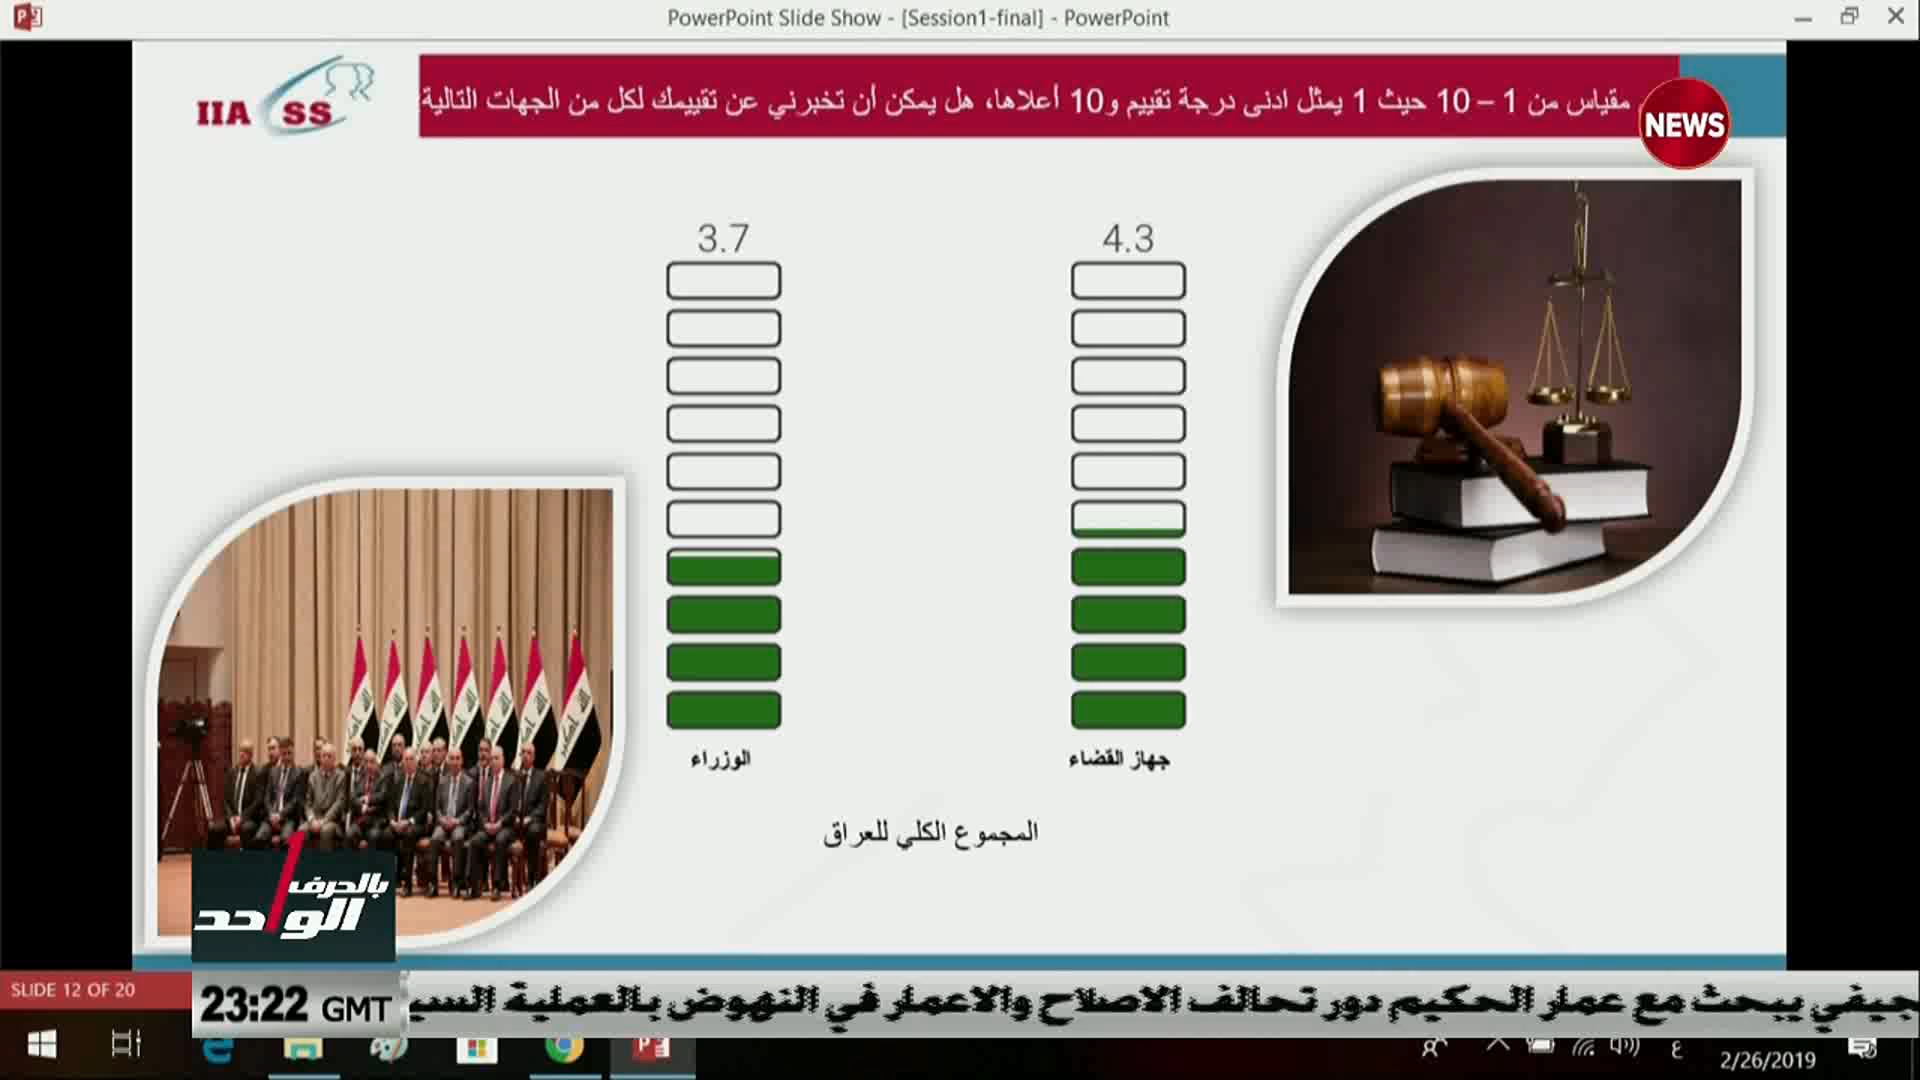 PowerPoint Slide Show - [Session1-final] - PowerPoint
IIA SS
مقياس من 1 – 10 حيث 1 يمثل ادنى درجة تقييم و10 أعلاها، هل يمكن أن تخبرني عن تقييمك لكل من الجهات التالية
NEWS
3.7
4.3
الوزراء
جهاز القضاء
المجموع الكلي للعراق
بالحرف الواحد
SLIDE 12 OF 20
23:22 GMT
يبحث مع عمار الحكيم دور تحالف الاصلاح والاعمار في النهوض بالعملية
ع
2/26/2019